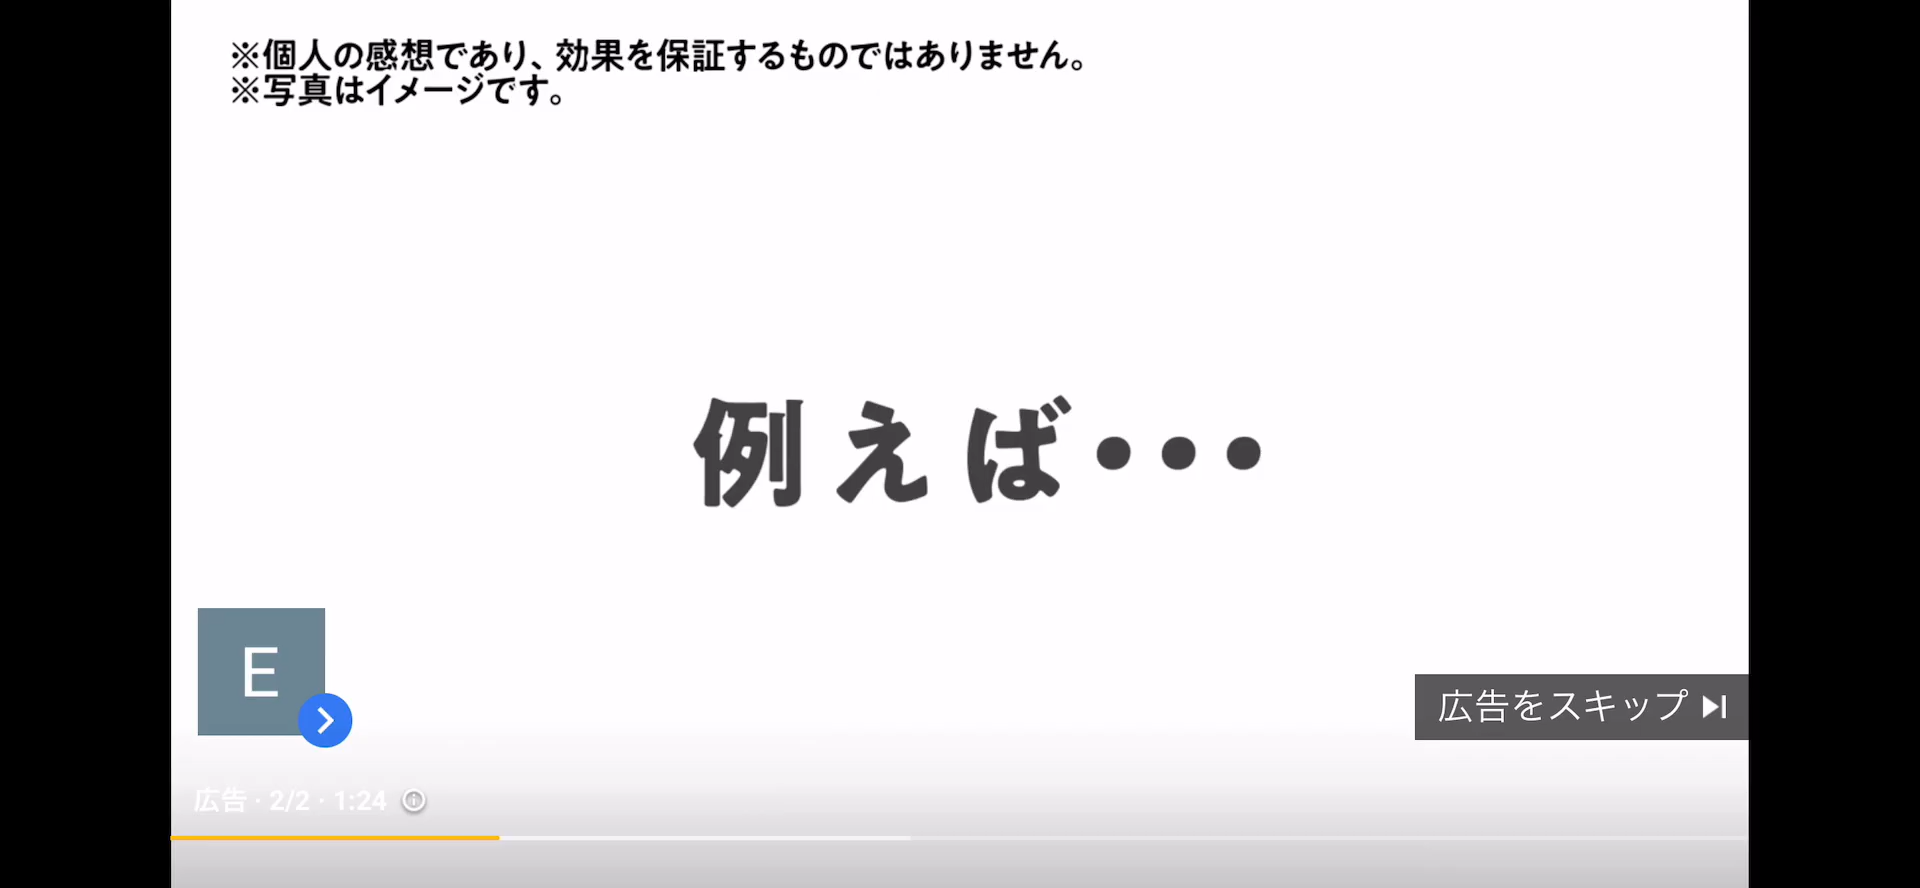 ※個人の感想であり、効果を保証するものではありません。
※写真はイメージです。
例えば・・・
E
広告をスキップ
広告・2/2・1:24